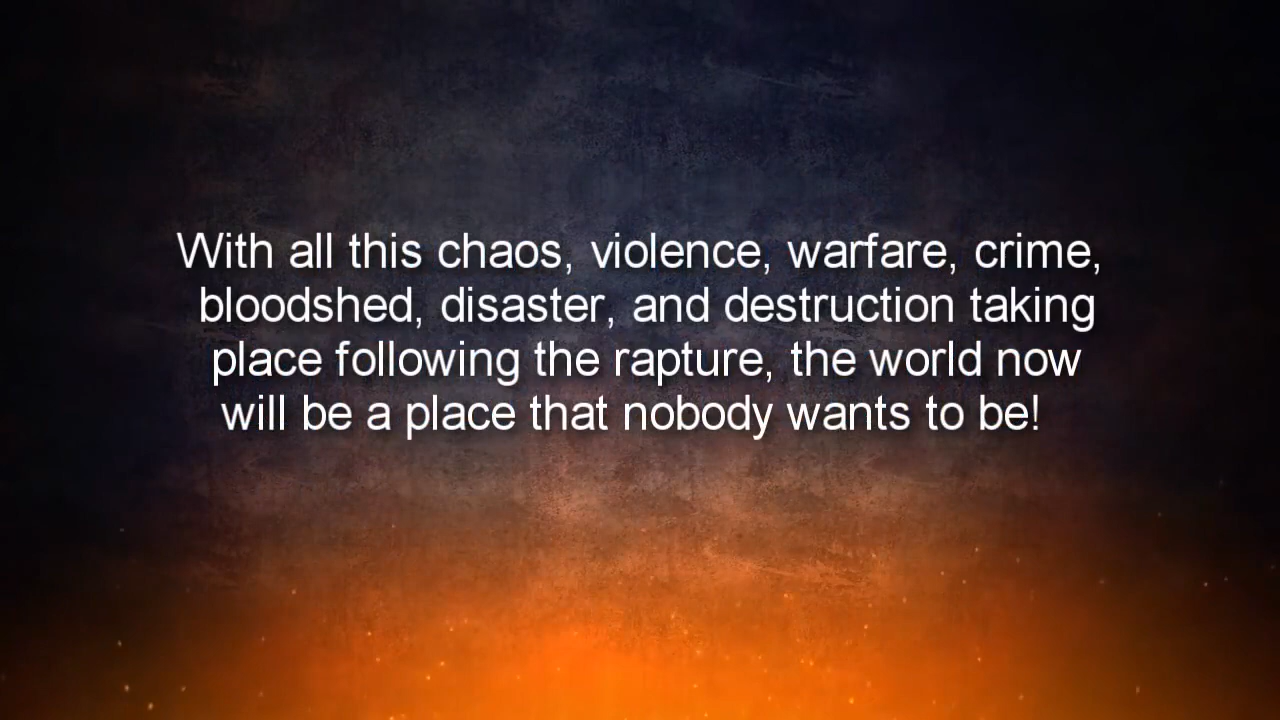 With all this chaos, violence, warfare, crime,
bloodshed, disaster, and destruction taking
place following the rapture, the world now
will be a place that nobody wants to be!